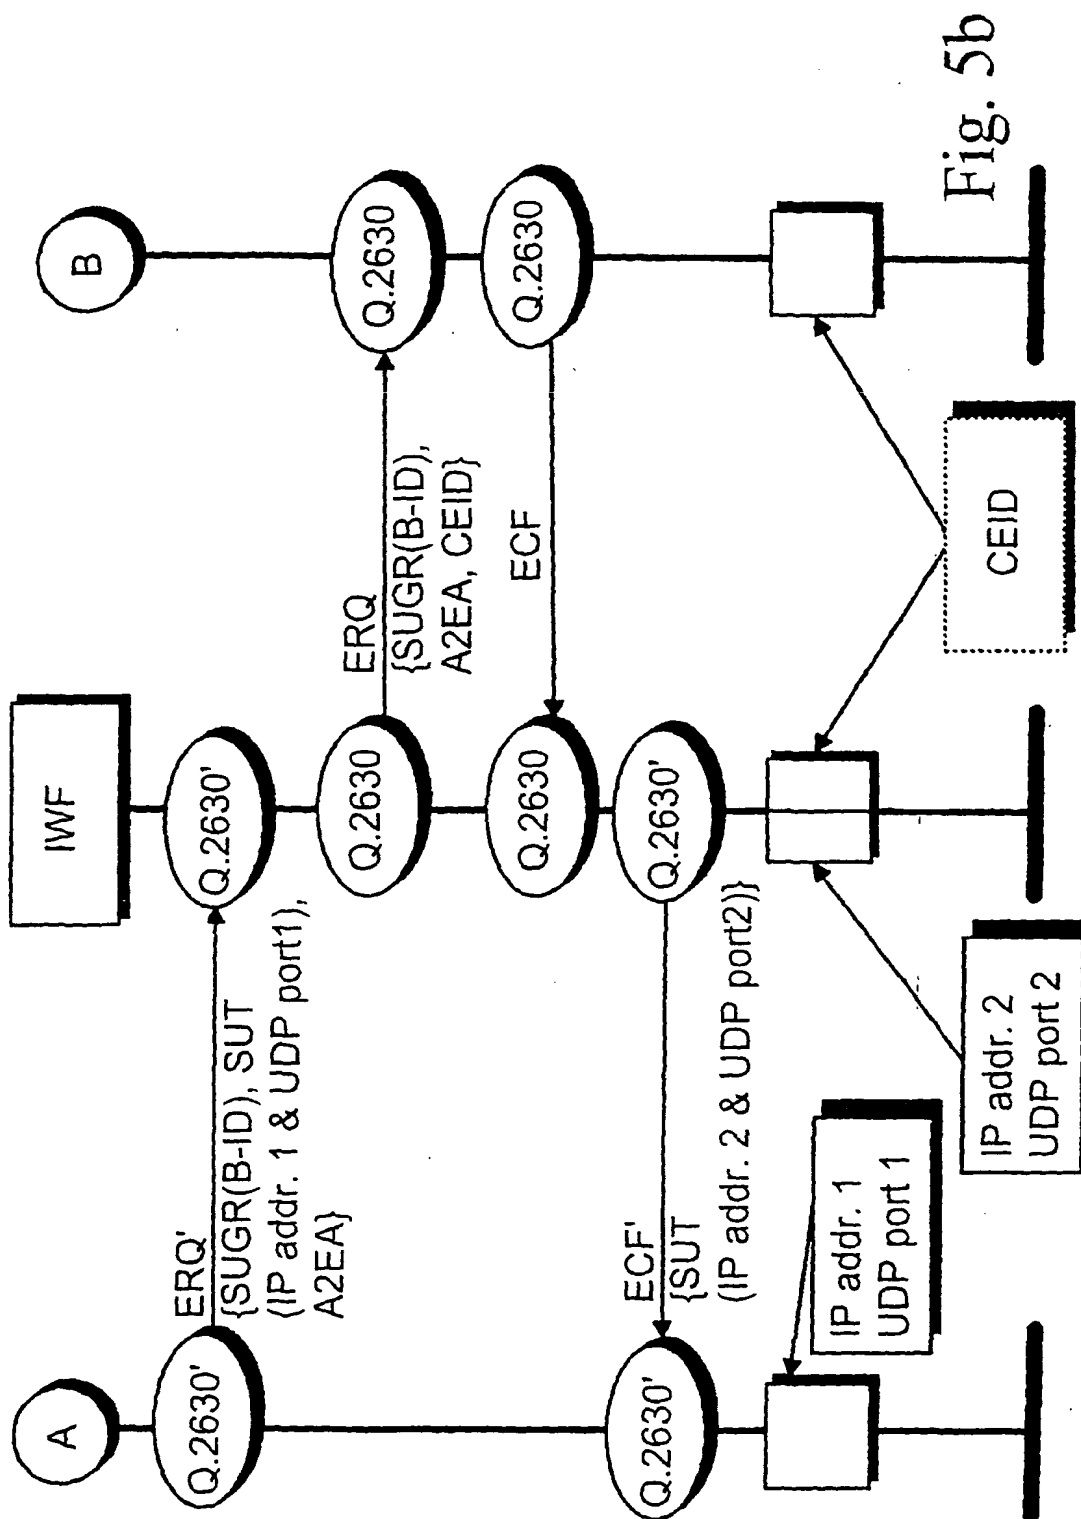 A
IWF
B
Q.2630'
ERQ'
{SUGR(B-ID), SUT
(IP addr. 1 & UDP port1),
A2EA}
Q.2630'
Q.2630
ERQ
{SUGR(B-ID),
A2EA, CEID}
Q.2630
Q.2630
ECF
Q.2630
Q.2630'
ECF'
{SUT
(IP addr. 2 & UDP port2)}
Q.2630'
IP addr. 1
UDP port 1
IP addr. 2
UDP port 2
CEID
Fig. 5b